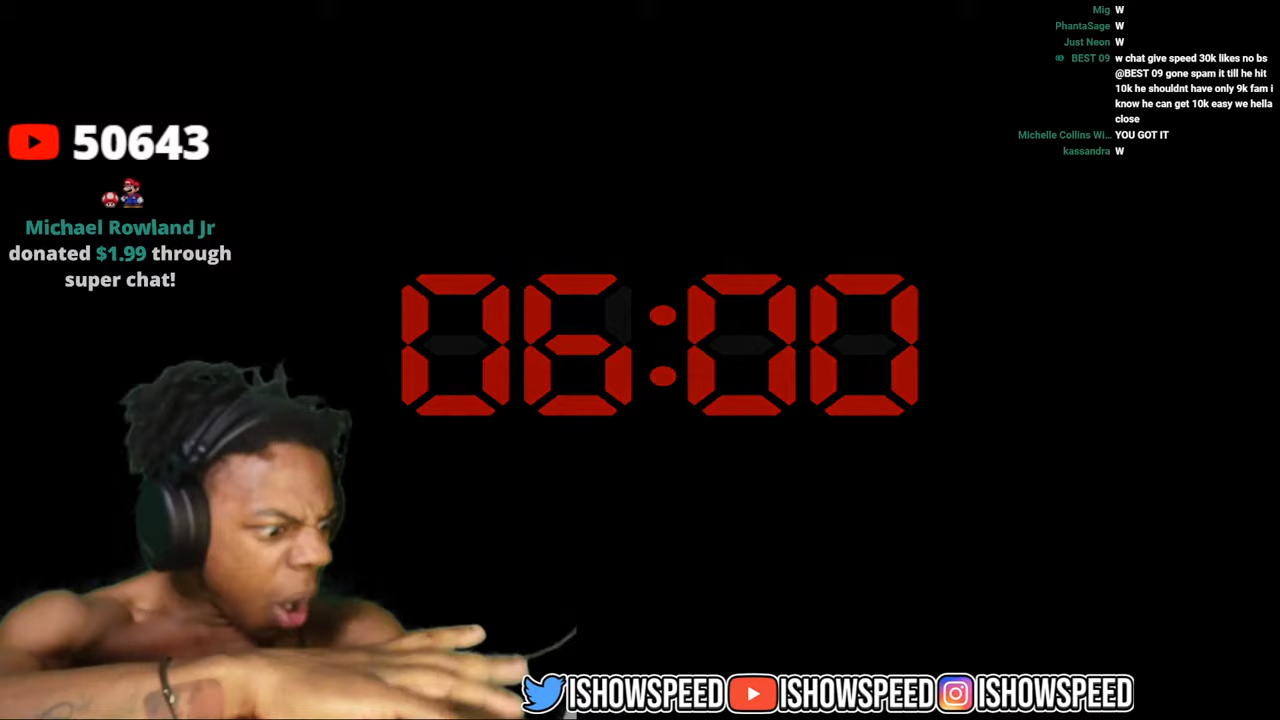 Mig W
PhantaSage W
Just Neon W
BEST 09 w chat give speed 30k likes no bs
@BEST 09 gone spam it till he hit
10k he shouldnt have only 9k fam i
know he can get 10k easy we hella
close
Michelle Collins Wi... YOU GOT IT
kassandra W
50643
Michael Rowland Jr
donated $1.99 through
super chat!
06:00
ISHOWSPEED ISHOWSPEED ISHOWSPEED